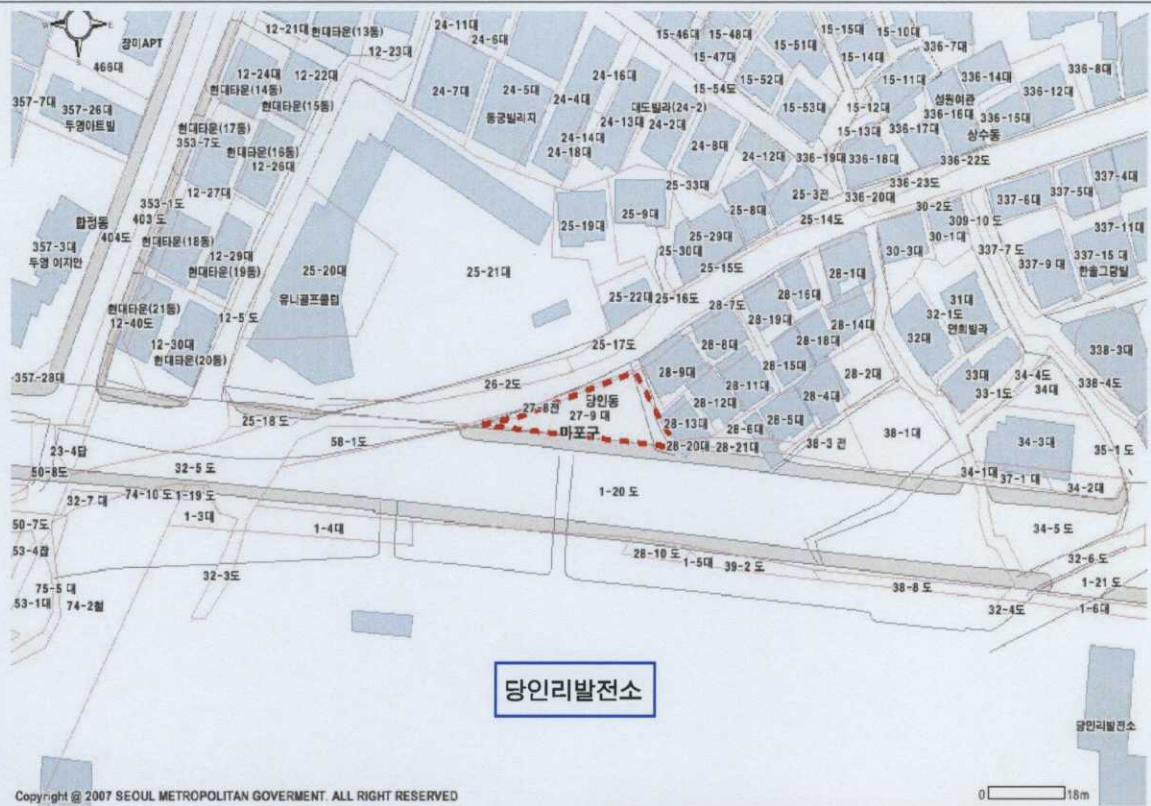 12-21대
현대타운(13동)
12-23대
24-11대
24-6대
15-46대
15-48대
15-47대
15-51대
15-15대
15-10대
336-7대
장미APT
466대
12-24대
12-22대
현대타운(14동)
현대타운(15동)
24-7대
24-5대
동궁빌리지
24-4대
24-16대
15-54도
15-52대
15-14대
15-11대
336-14대
336-8대
357-7대
357-26대
두영아트빌
대도빌라(24-2)
24-13대
24-2대
15-53대
15-12대
성원이관
336-16대
336-12대
현대타운(17동)
353-7도
현대타운(16동)
12-26대
24-14대
24-18대
24-8대
15-13대
336-17대
336-15대
상수동
24-12대
336-19대
336-18대
336-22도
12-27대
25-33대
25-3전
336-20대
336-23도
337-4대
337-5대
353-1도
403 도
합정동
404도
25-9대
25-8대
25-14도
30-2도
337-6대
357-3대
두영 이지안
현대타운(18동)
12-29대
현대타운(19동)
25-19대
25-29대
25-30대
30-3대
30-1대
309-10 도
337-7 도
337-11대
337-9 대
337-15 대
한솔그랑빌
25-20대
유니골프클럽
25-21대
25-15도
28-1대
현대타운(21동)
12-40도
12-5 도
25-22대
25-16도
28-7도
28-16대
31대
32-1도
연희빌라
12-30대
현대타운(20동)
25-17도
28-19대
28-14대
28-8대
28-18대
32대
338-3대
357-28대
26-2도
28-9대
28-15대
28-2대
33대
33-1도
34-4도
34대
338-4도
28-11대
28-4대
27-8전
당인동
27-9 대
마포구
28-12대
28-5대
25-18 도
28-13대
28-6대
38-1대
58-1도
28-20대
28-21대
38-3 전
34-3대
23-4답
50-8도
32-5 도
34-1대
37-1 대
35-1 도
34-2대
32-7 대
74-10 도
1-19 도
1-20 도
50-7도
1-3대
1-4대
34-5 도
53-4잡
28-10 도
1-5대
39-2 도
32-6 도
32-3도
75-5 대
53-1대
74-2철
38-8 도
1-21 도
32-4도
1-6대
당인리발전소
당인리발전소
Copyright @ 2007 SEOUL METROPOLITAN GOVERMENT. ALL RIGHT RESERVED
0
18m